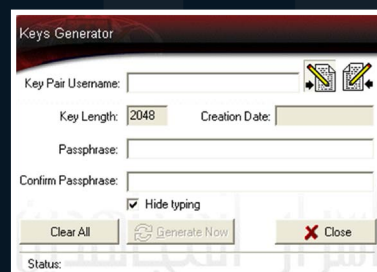 Keys Generator
Key Pair Username:
Key Length: 2048 Creation Date:
Passphrase:
Confirm Passphrase:
Hide typing
Clear All Generate Now Close
Status: